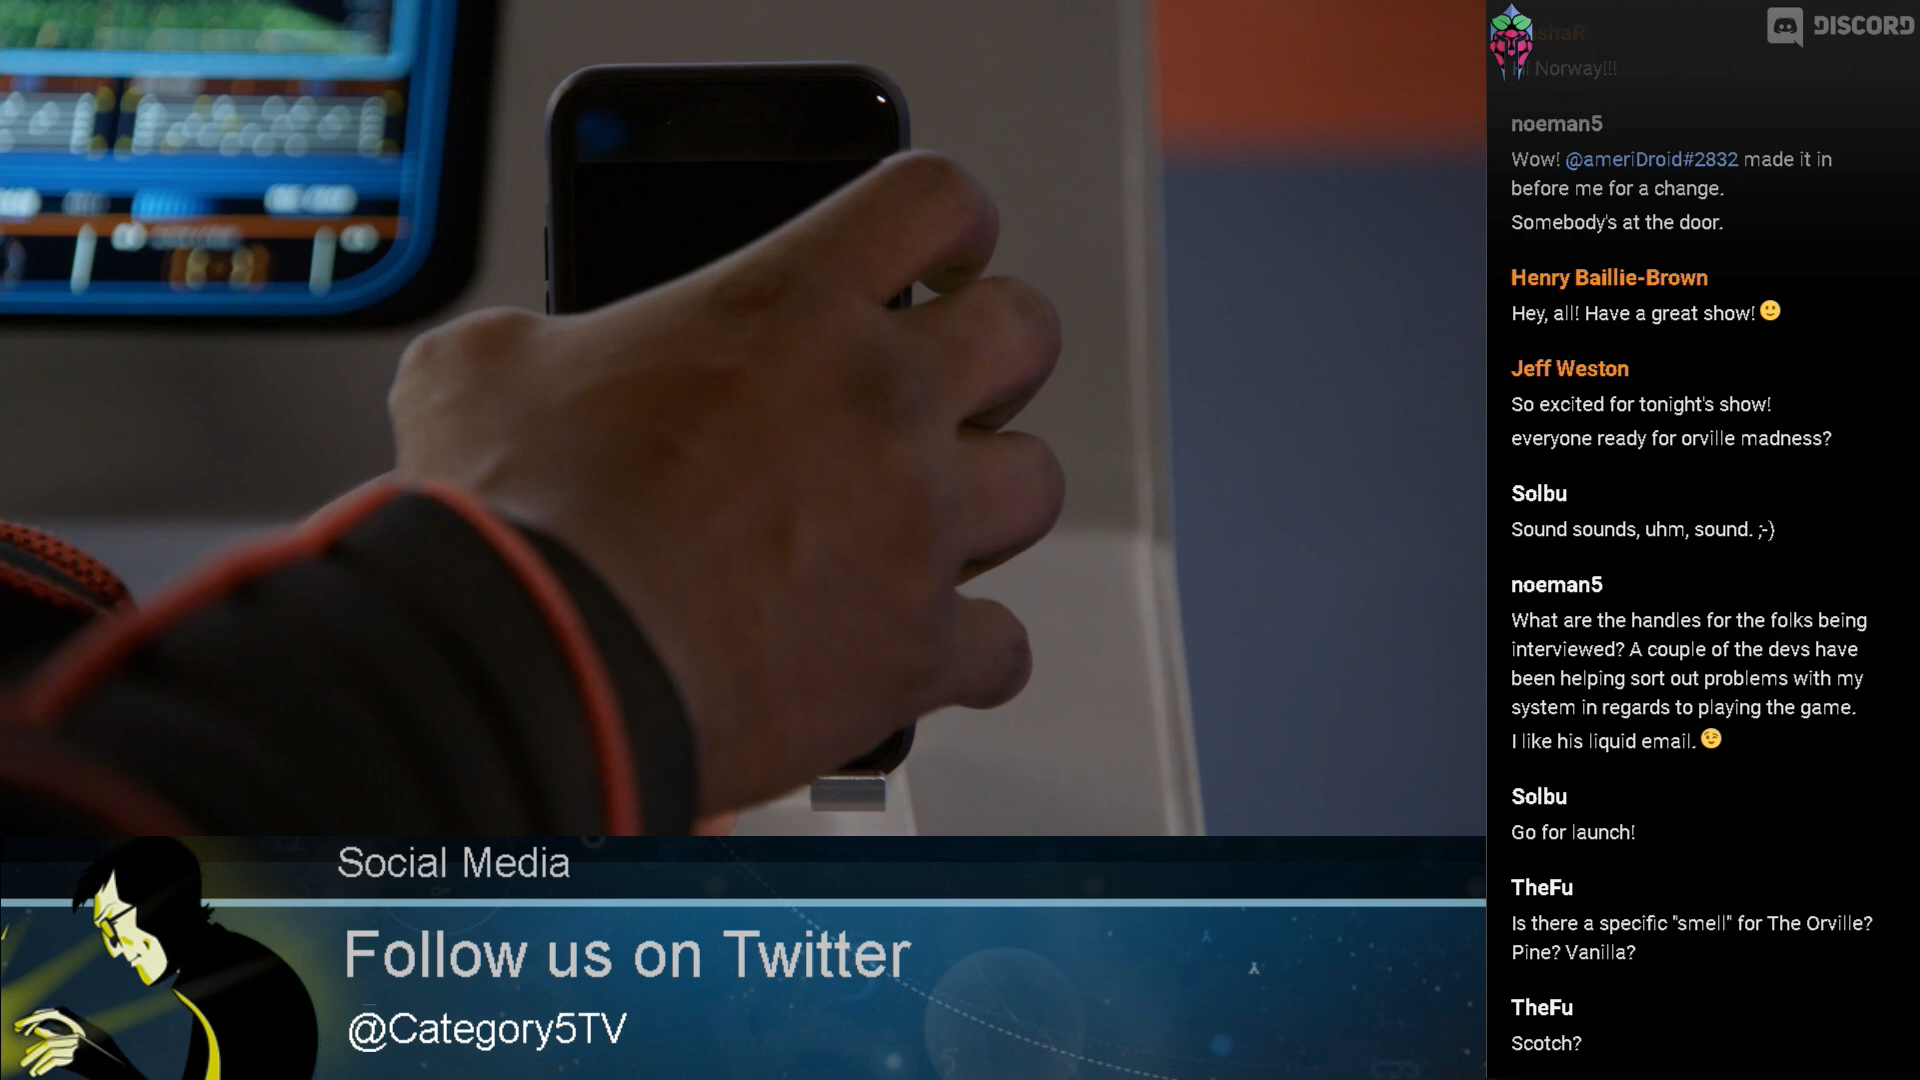 DISCORD
Hi Norway!!!
noeman5
Wow! @ameriDroid#2832 made it in
before me for a change.
Somebody's at the door.
Henry Baillie-Brown
Hey, all! Have a great show!
Jeff Weston
So excited for tonight's show!
everyone ready for orville madness?
Solbu
Sound sounds, uhm, sound. ;-)
noeman5
What are the handles for the folks being
interviewed? A couple of the devs have
been helping sort out problems with my
system in regards to playing the game.
I like his liquid email.
Solbu
Go for launch!
TheFu
Is there a specific "smell" for The Orville?
Pine? Vanilla?
TheFu
Scotch?
Social Media
Follow us on Twitter
@Category5TV